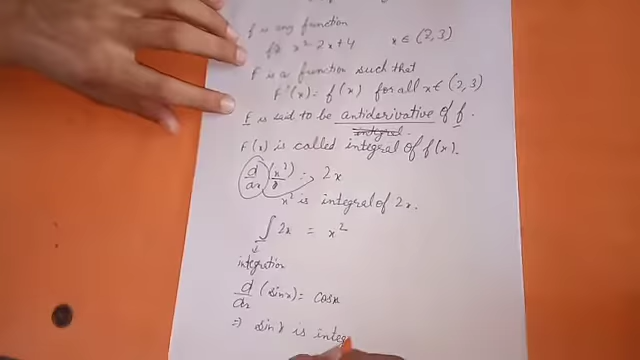 f is any function
x² - 2x + 4 x ∈ (2, 3)
F is a function such that
F'(x) = f(x) for all x ∈ (2, 3)
F is said to be antiderivative of f.
integral.
F(x) is called integral of f(x).
d/dx (x²) = 2x
x² is integral of 2x.
∫ 2x = x²
integration
d/dx (sin x) = cos x
⇒ sin x is integ